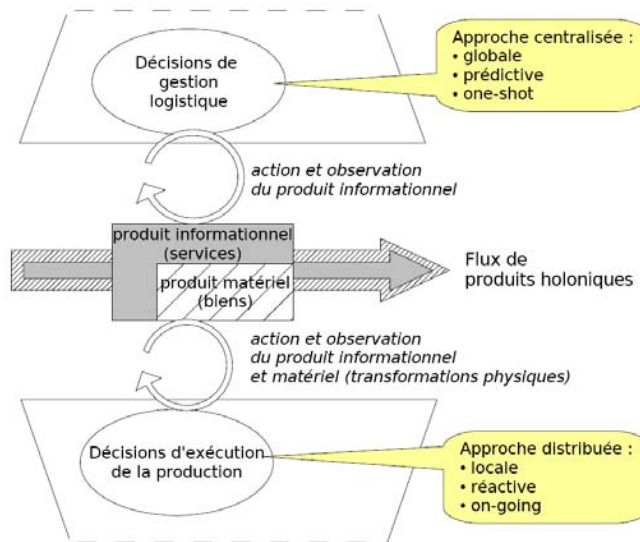 Décisions de
gestion
logistique
Approche centralisée :
• globale
• prédictive
• one-shot
action et observation
du produit informationnel
produit informationnel
(services)
produit matériel
(biens)
Flux de
produits holoniques
action et observation
du produit informationnel
et matériel (transformations physiques)
Décisions d'exécution
de la production
Approche distribuée :
• locale
• réactive
• on-going